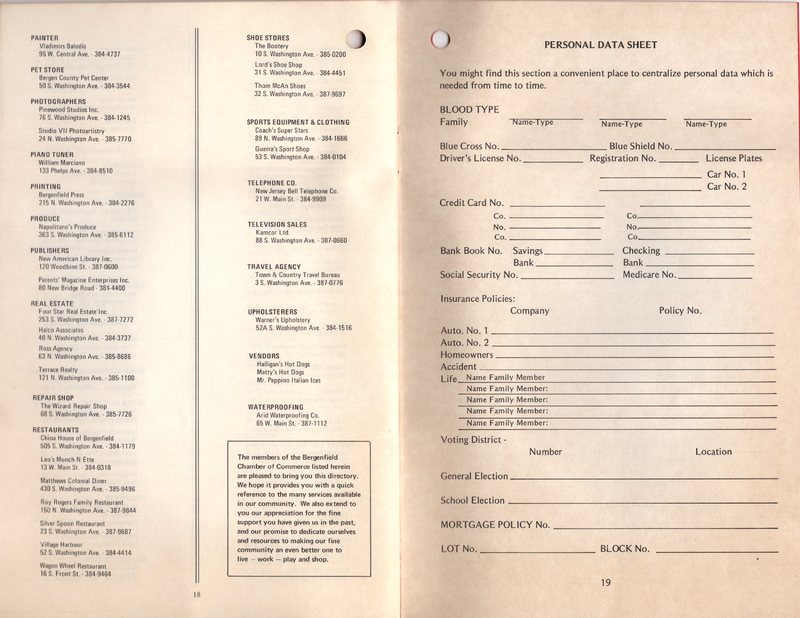 PAINTER
Vladimirs Balodis
95 W. Central Ave. - 384-4737
PET STORE
Bergen County Pet Center
50 S. Washington Ave. - 384-3544
PHOTOGRAPHERS
Pinewood Studios Inc.
76 S. Washington Ave. - 384-1245
Studio VII Photoartistry
24 N. Washington Ave. - 385-7770
PIANO TUNER
William Marciano
133 Phelps Ave. - 384-8510
PRINTING
Bergenfield Press
215 N. Washington Ave. - 384-2276
PRODUCE
Napolitano's Produce
363 S. Washington Ave. - 385-6112
PUBLISHERS
New American Library Inc.
120 Woodbine St. - 387-0600
Parents' Magazine Enterprises Inc.
80 New Bridge Road - 384-4400
REAL ESTATE
Four Star Real Estate Inc.
253 S. Washington Ave. - 387-7272
Halco Associates
40 N. Washington Ave. - 384-3737
Ross Agency
63 N. Washington Ave. - 385-8686
Terrace Realty
121 N. Washington Ave. - 385-1100
REPAIR SHOP
The Wizard Repair Shop
68 S. Washington Ave. - 385-7726
RESTAURANTS
China House of Bergenfield
505 S. Washington Ave. - 384-1179
Leo's Munch-N-Ette
13 W. Main St. - 384-0318
Matthews Colonial Diner
430 S. Washington Ave. - 385-9496
Roy Rogers Family Restaurant
150 N. Washington Ave. - 387-9844
Silver Spoon Restaurant
23 S. Washington Ave. - 387-9687
Village Harbour
52 S. Washington Ave. - 384-4414
Wagon Wheel Restaurant
16 S. Front St. - 384-9464
SHOE STORES
The Bootery
10 S. Washington Ave. - 385-0200
Lord's Shoe Shop
31 S. Washington Ave. - 384-4451
Thom McAn Shoes
32 S. Washington Ave. - 387-9697
SPORTS EQUIPMENT & CLOTHING
Coach's Super Stars
89 N. Washington Ave. - 384-1666
Guerra's Sport Shop
53 S. Washington Ave. - 384-0104
TELEPHONE CO.
New Jersey Bell Telephone Co.
21 W. Main St. - 384-9909
TELEVISION SALES
Kamcor Ltd.
88 S. Washington Ave. - 387-0660
TRAVEL AGENCY
Town & Country Travel Bureau
3 S. Washington Ave. - 387-0776
UPHOLSTERERS
Warner's Upholstery
52A S. Washington Ave. - 384-1516
VENDORS
Halligan's Hot Dogs
Matty's Hot Dogs
Mr. Peppino Italian Ices
WATERPROOFING
Arid Waterproofing Co.
65 W. Main St. - 387-1112
The members of the Bergenfield
Chamber of Commerce listed herein
are pleased to bring you this directory.
We hope it provides you with a quick
reference to the many services available
in our community. We also extend to
you our appreciation for the fine
support you have given us in the past,
and our promise to dedicate ourselves
and resources to making our fine
community an even better one to
live – work – play and shop.
18
PERSONAL DATA SHEET
You might find this section a convenient place to centralize personal data which is
needed from time to time.
BLOOD TYPE
Family Name-Type Name-Type Name-Type
Blue Cross No. Blue Shield No.
Driver's License No. Registration No. License Plates
Car No. 1
Car No. 2
Credit Card No.
Co. Co.
No. No.
Co. Co.
Bank Book No. Savings Checking
Bank Bank
Social Security No. Medicare No.
Insurance Policies:
Company Policy No.
Auto. No. 1
Auto. No. 2
Homeowners
Accident
Life Name Family Member
Name Family Member:
Name Family Member:
Name Family Member:
Name Family Member:
Voting District -
Number Location
General Election
School Election
MORTGAGE POLICY No.
LOT No. BLOCK No.
19